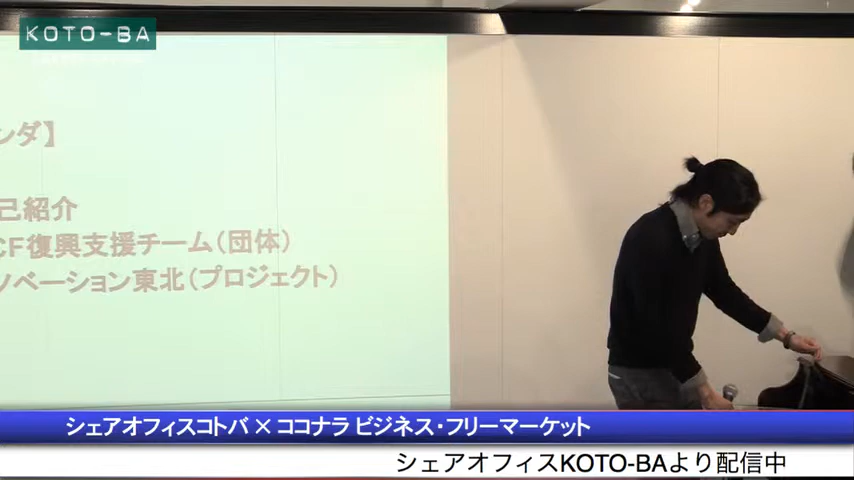 KOTO-BA
ンダ】
己紹介
CF復興支援チーム（団体）
ノベーション東北（プロジェクト）
シェアオフィスコトバ × ココナラ ビジネス・フリーマーケット
シェアオフィスKOTO-BAより配信中